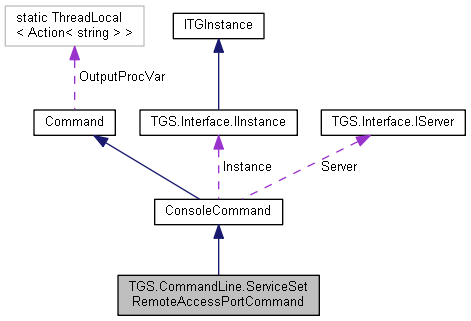 static ThreadLocal
< Action< string > >
ITGInstance
OutputProcVar
Command
TGS.Interface.IInstance
TGS.Interface.IServer
Instance
Server
ConsoleCommand
TGS.CommandLine.ServiceSet
RemoteAccessPortCommand